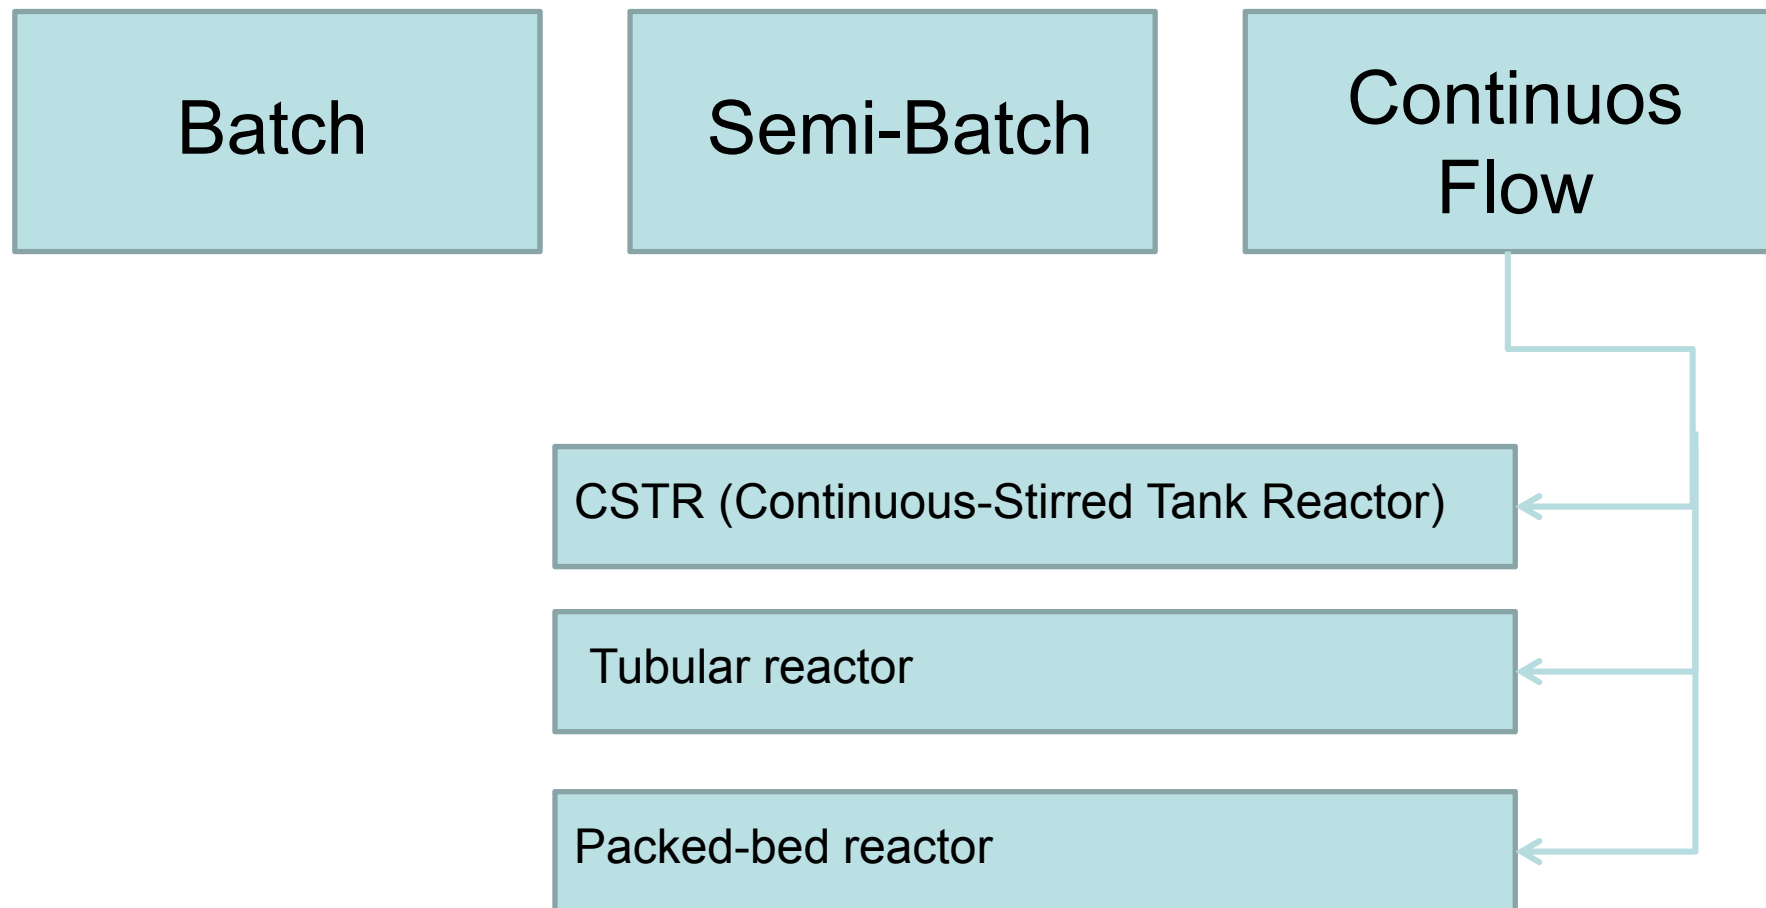 Batch
Semi-Batch
Continuos
Flow
CSTR (Continuous-Stirred Tank Reactor)
Tubular reactor
Packed-bed reactor